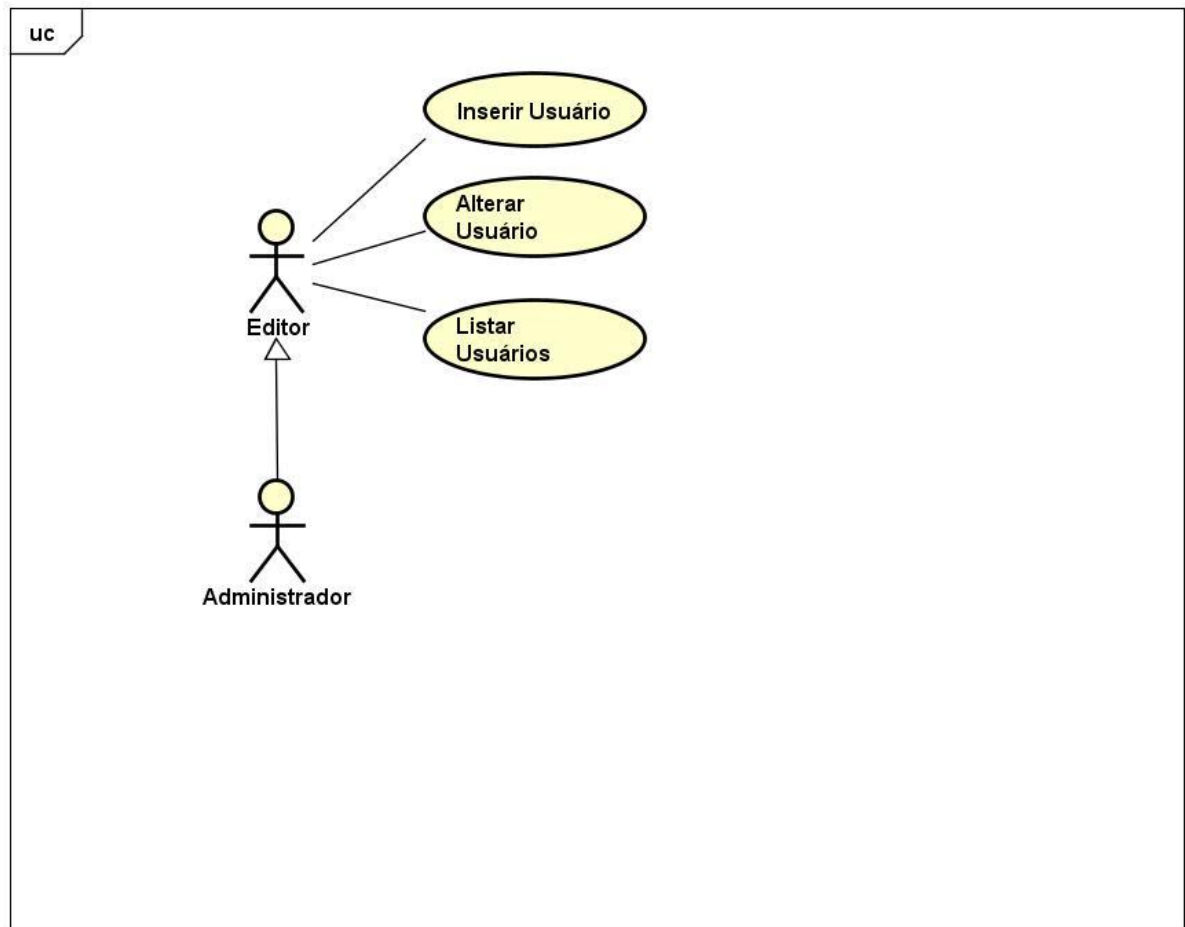 uc
Inserir Usuário
Alterar
Usuário
Listar
Usuários
Editor
Administrador